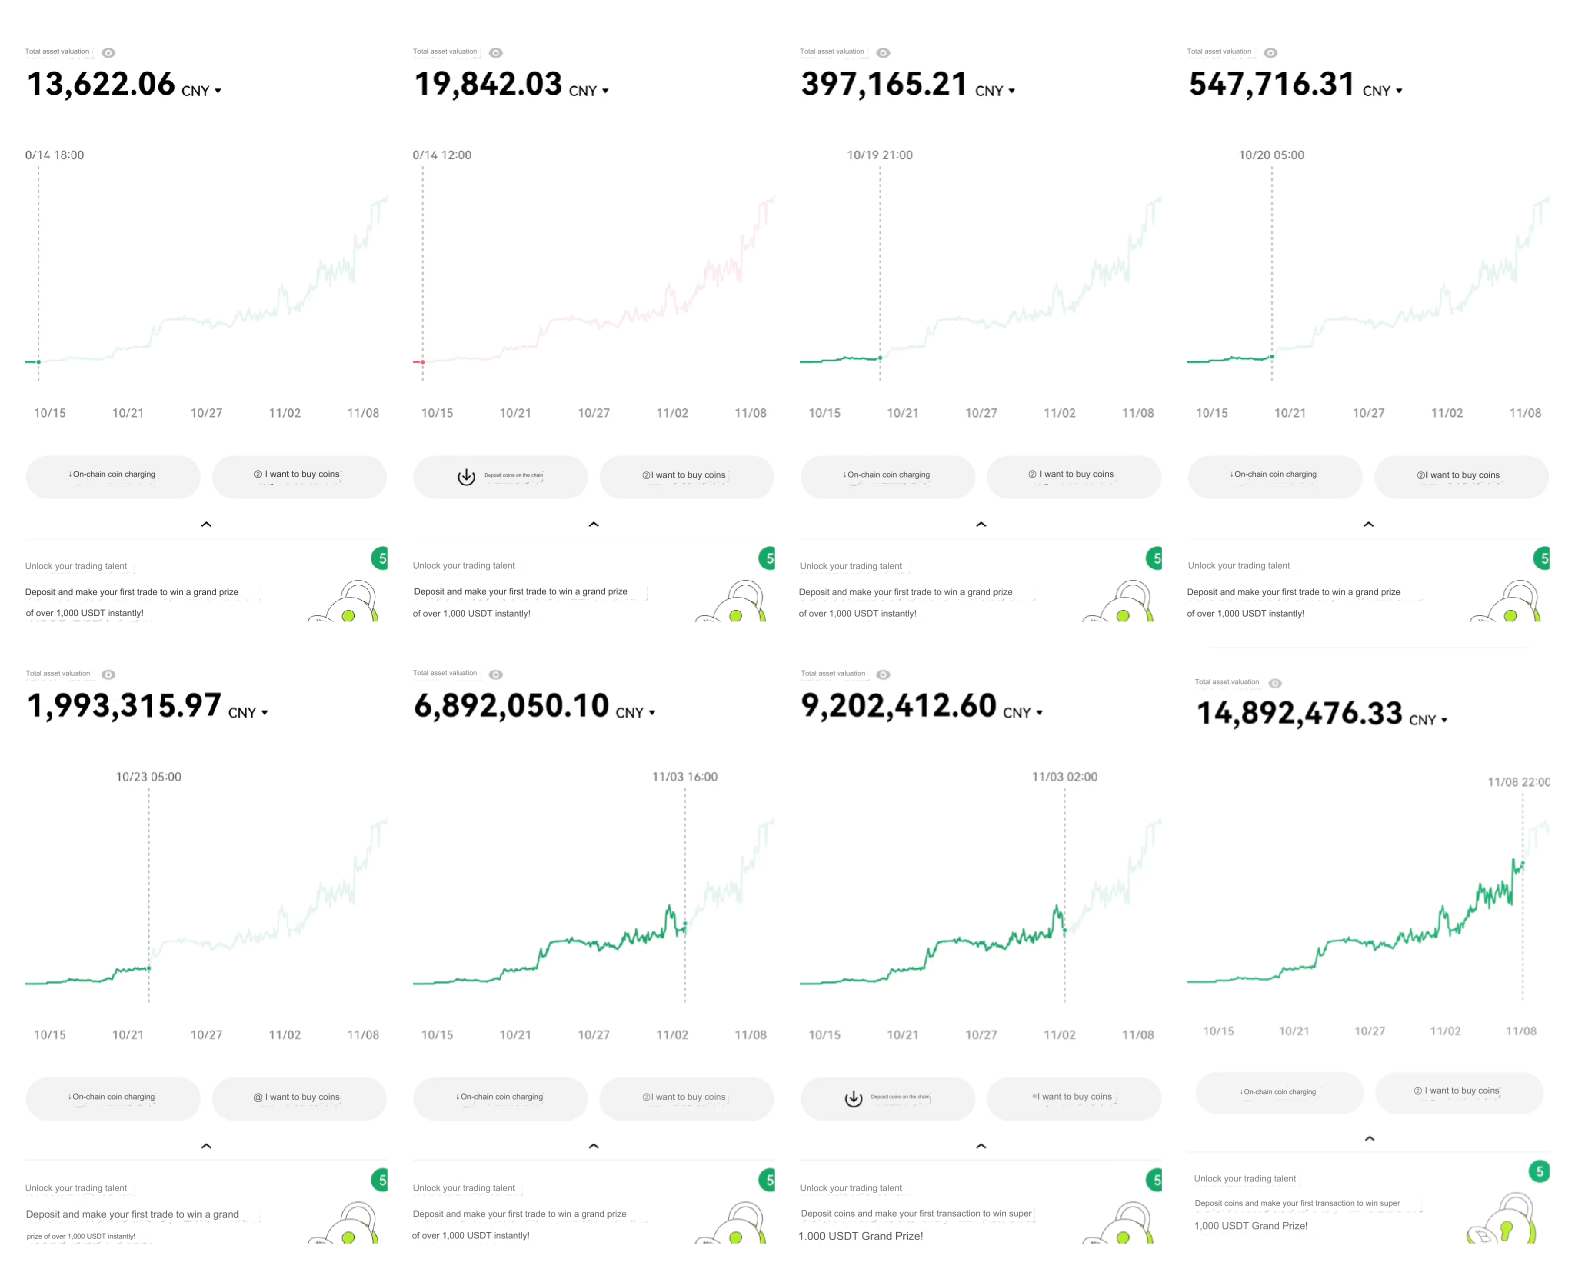 Total asset valuation
13,622.06 CNY
0/14 18:00
10/15 10/21 10/27 11/02 11/08
↓On-chain coin charging
② I want to buy coins
5
Unlock your trading talent
Deposit and make your first trade to win a grand prize
of over 1,000 USDT instantly!
Total asset valuation
19,842.03 CNY
0/14 12:00
10/15 10/21 10/27 11/02 11/08
Deposit coins on the chain
②I want to buy coins
5
Unlock your trading talent
Deposit and make your first trade to win a grand prize
of over 1,000 USDT instantly!
Total asset valuation
397,165.21 CNY
10/19 21:00
10/15 10/21 10/27 11/02 11/08
↓On-chain coin charging
② I want to buy coins
5
Unlock your trading talent
Deposit and make your first trade to win a grand prize
of over 1,000 USDT instantly!
Total asset valuation
547,716.31 CNY
10/20 05:00
10/15 10/21 10/27 11/02 11/08
↓On-chain coin charging
②I want to buy coins
5
Unlock your trading talent
Deposit and make your first trade to win a grand prize
of over 1,000 USDT instantly!
Total asset valuation
1,993,315.97 CNY
10/23 05:00
10/15 10/21 10/27 11/02 11/08
↓On-chain coin charging
@ I want to buy coins
5
Unlock your trading talent
Deposit and make your first trade to win a grand
prize of over 1,000 USDT instantly!
Total asset valuation
6,892,050.10 CNY
11/03 16:00
10/15 10/21 10/27 11/02 11/08
↓On-chain coin charging
②I want to buy coins
5
Unlock your trading talent
Deposit and make your first trade to win a grand prize
of over 1,000 USDT instantly!
Total asset valuation
9,202,412.60 CNY
11/03 02:00
10/15 10/21 10/27 11/02 11/08
Deposit coins on the chain
I want to buy coins
5
Unlock your trading talent
Deposit coins and make your first transaction to win super
1.000 USDT Grand Prize!
Total asset valuation
14,892,476.33 CNY
11/08 22:00
10/15 10/21 10/27 11/02 11/08
↓On-chain coin charging
② I want to buy coins
5
Unlock your trading talent
Deposit coins and make your first transaction to win super
1,000 USDT Grand Prize!